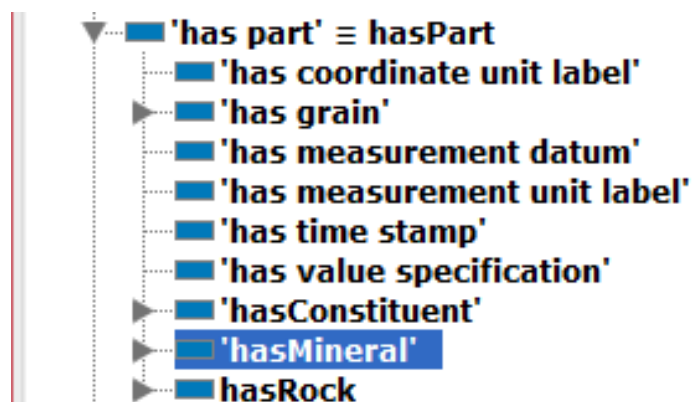 'has part' ≡ hasPart
'has coordinate unit label'
'has grain'
'has measurement datum'
'has measurement unit label'
'has time stamp'
'has value specification'
'hasConstituent'
'hasMineral'
hasRock